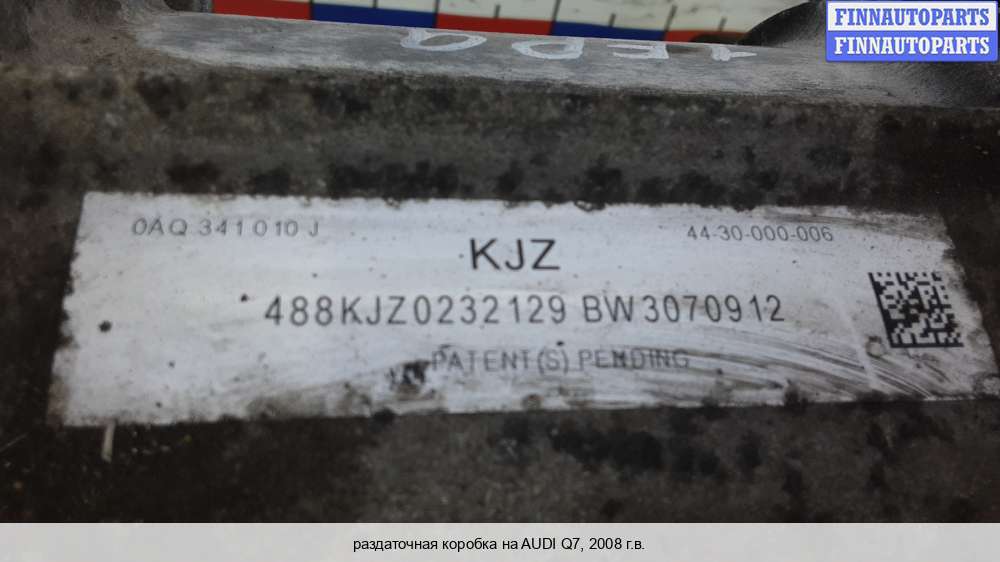 FINNAUTOPARTS
FINNAUTOPARTS
0AQ 341 010 J
44-30-000-006
KJZ
488KJZ0232129 BW3070912
PATENT(S) PENDING
раздаточная коробка на AUDI Q7, 2008 г.в.